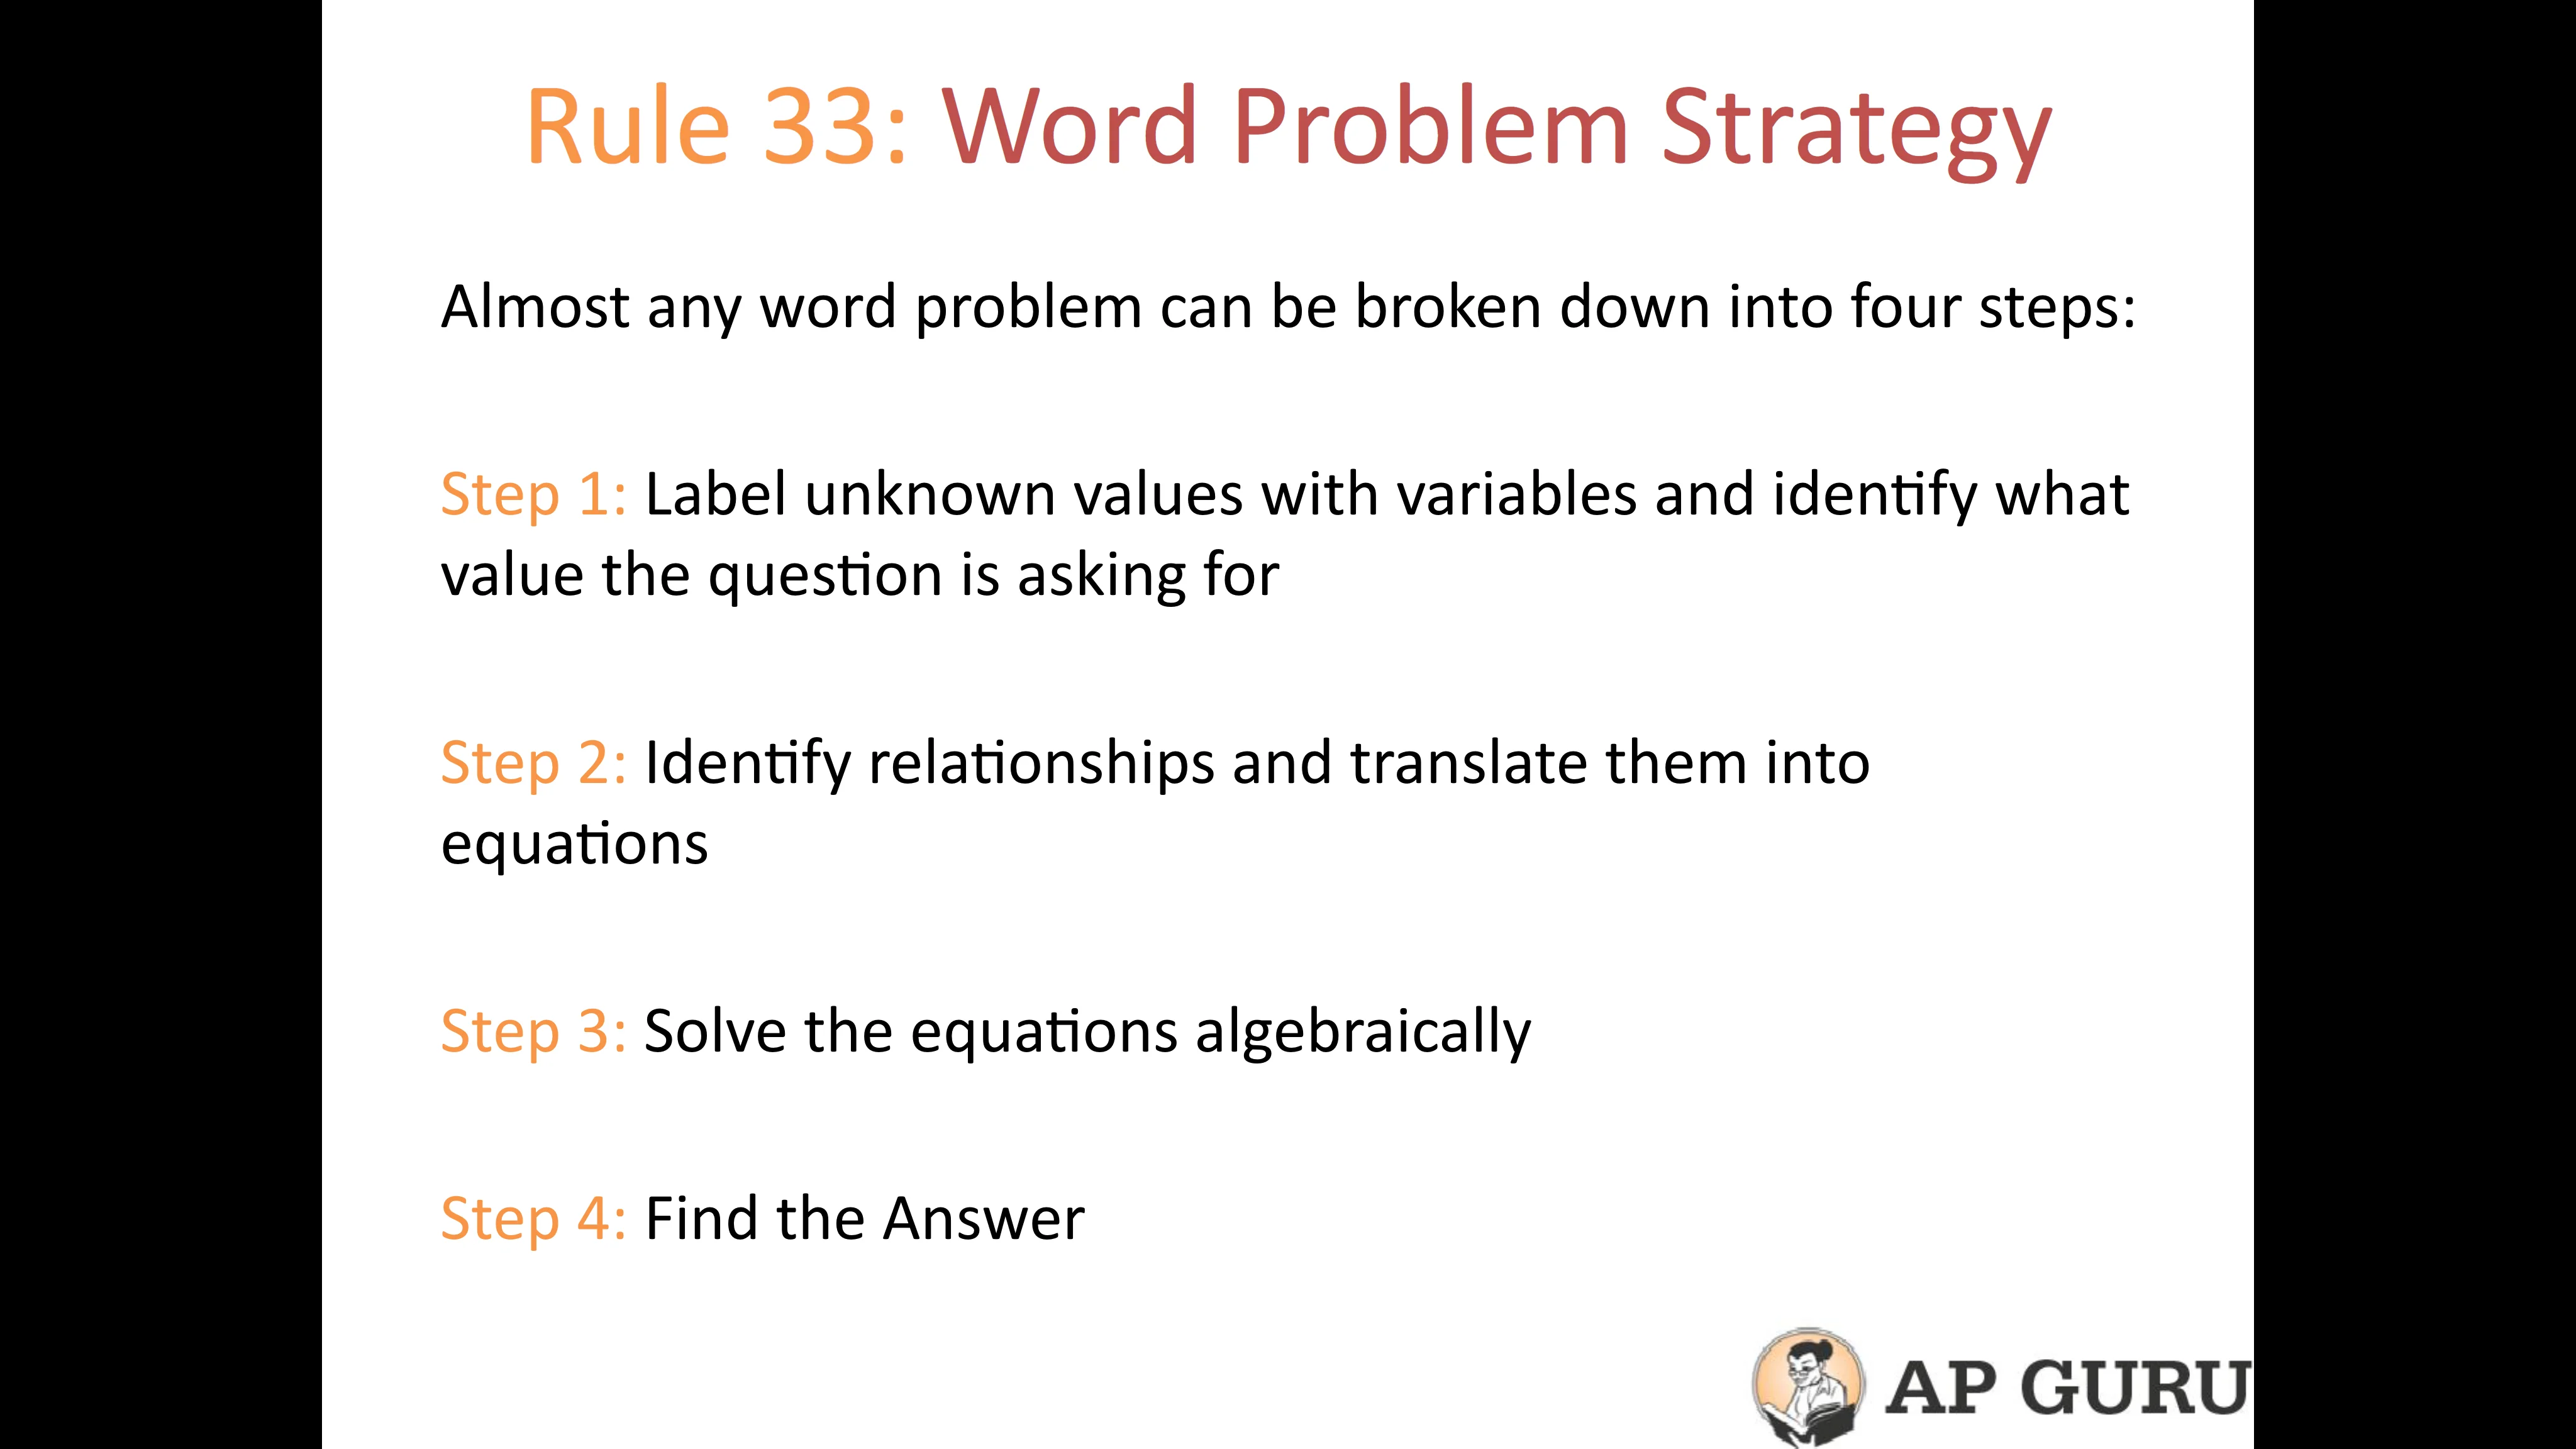 Rule 33: Word Problem Strategy
Almost any word problem can be broken down into four steps:
Step 1: Label unknown values with variables and identify what
value the question is asking for
Step 2: Identify relationships and translate them into
equations
Step 3: Solve the equations algebraically
Step 4: Find the Answer
AP GURU